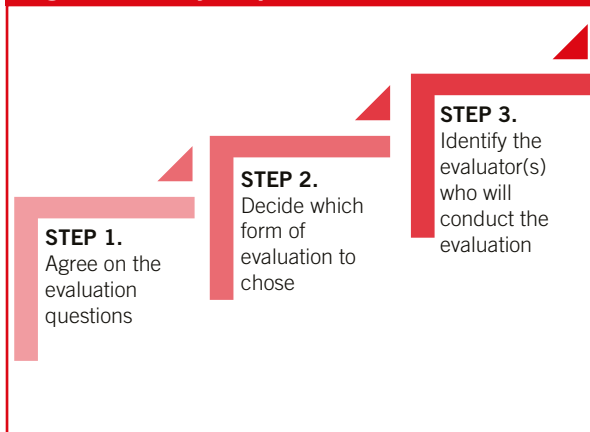 STEP 1.
Agree on the
evaluation
questions
STEP 2.
Decide which
form of
evaluation to
chose
STEP 3.
Identify the
evaluator(s)
who will
conduct the
evaluation